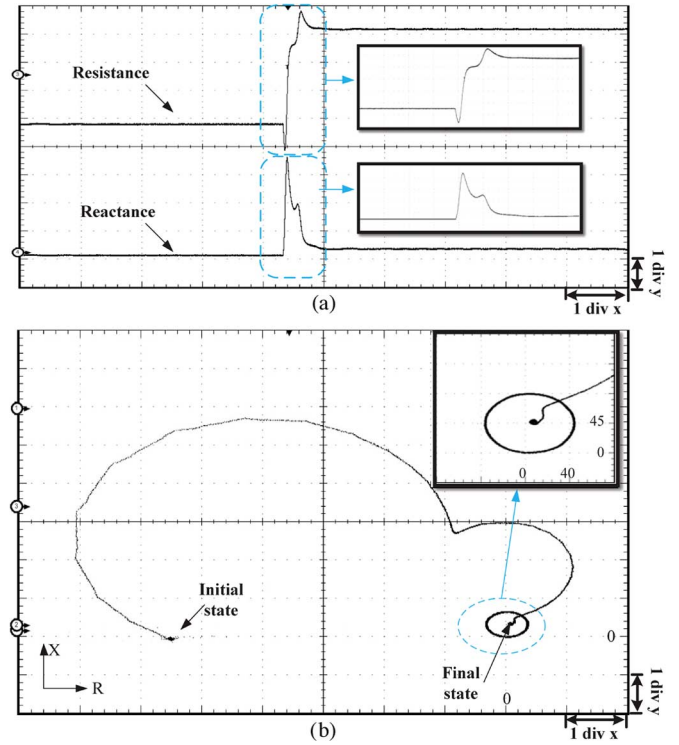 Resistance
Reactance
1 div y
1 div x
(a)
45
0
0 40
Initial
state
X
R
0
Final
state
0
1 div y
1 div x
(b)